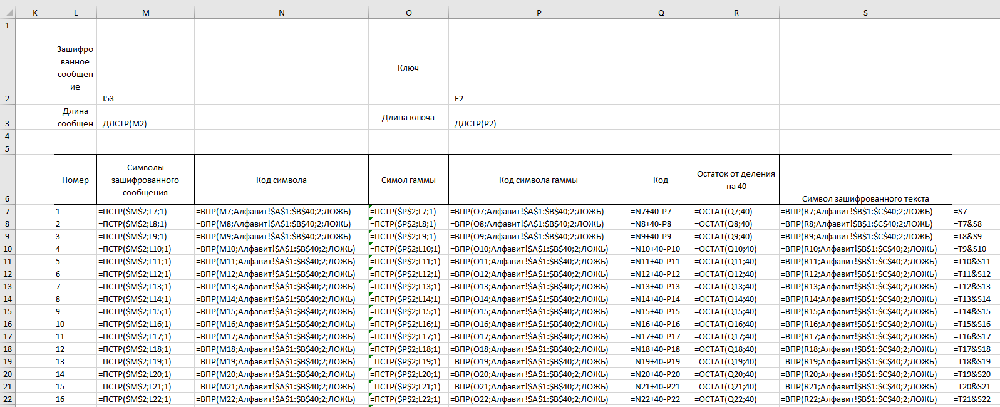 K L M N O P Q R S
1
Зашифро
ванное
сообщен
ие
Ключ
2 =I53 =E2
Длина
сообщен
Длина ключа
3 =ДЛСТР(M2) =ДЛСТР(P2)
4
5
6 Номер Символы зашифрованного сообщения Код символа Симол гаммы Код символа гаммы Код Остаток от деления на 40 Символ зашифрованного текста
7 1 =ПСТР($M$2;L7;1) =ВПР(M7;Алфавит!$A$1:$B$40;2;ЛОЖЬ) =ПСТР($P$2;L7;1) =ВПР(O7;Алфавит!$A$1:$B$40;2;ЛОЖЬ) =N7+40-P7 =ОСТАТ(Q7;40) =ВПР(R7;Алфавит!$B$1:$C$40;2;ЛОЖЬ) =S7
8 2 =ПСТР($M$2;L8;1) =ВПР(M8;Алфавит!$A$1:$B$40;2;ЛОЖЬ) =ПСТР($P$2;L8;1) =ВПР(O8;Алфавит!$A$1:$B$40;2;ЛОЖЬ) =N8+40-P8 =ОСТАТ(Q8;40) =ВПР(R8;Алфавит!$B$1:$C$40;2;ЛОЖЬ) =T7&S8
9 3 =ПСТР($M$2;L9;1) =ВПР(M9;Алфавит!$A$1:$B$40;2;ЛОЖЬ) =ПСТР($P$2;L9;1) =ВПР(O9;Алфавит!$A$1:$B$40;2;ЛОЖЬ) =N9+40-P9 =ОСТАТ(Q9;40) =ВПР(R9;Алфавит!$B$1:$C$40;2;ЛОЖЬ) =T8&S9
10 4 =ПСТР($M$2;L10;1) =ВПР(M10;Алфавит!$A$1:$B$40;2;ЛОЖЬ) =ПСТР($P$2;L10;1) =ВПР(O10;Алфавит!$A$1:$B$40;2;ЛОЖЬ) =N10+40-P10 =ОСТАТ(Q10;40) =ВПР(R10;Алфавит!$B$1:$C$40;2;ЛОЖЬ) =T9&S10
11 5 =ПСТР($M$2;L11;1) =ВПР(M11;Алфавит!$A$1:$B$40;2;ЛОЖЬ) =ПСТР($P$2;L11;1) =ВПР(O11;Алфавит!$A$1:$B$40;2;ЛОЖЬ) =N11+40-P11 =ОСТАТ(Q11;40) =ВПР(R11;Алфавит!$B$1:$C$40;2;ЛОЖЬ) =T10&S11
12 6 =ПСТР($M$2;L12;1) =ВПР(M12;Алфавит!$A$1:$B$40;2;ЛОЖЬ) =ПСТР($P$2;L12;1) =ВПР(O12;Алфавит!$A$1:$B$40;2;ЛОЖЬ) =N12+40-P12 =ОСТАТ(Q12;40) =ВПР(R12;Алфавит!$B$1:$C$40;2;ЛОЖЬ) =T11&S12
13 7 =ПСТР($M$2;L13;1) =ВПР(M13;Алфавит!$A$1:$B$40;2;ЛОЖЬ) =ПСТР($P$2;L13;1) =ВПР(O13;Алфавит!$A$1:$B$40;2;ЛОЖЬ) =N13+40-P13 =ОСТАТ(Q13;40) =ВПР(R13;Алфавит!$B$1:$C$40;2;ЛОЖЬ) =T12&S13
14 8 =ПСТР($M$2;L14;1) =ВПР(M14;Алфавит!$A$1:$B$40;2;ЛОЖЬ) =ПСТР($P$2;L14;1) =ВПР(O14;Алфавит!$A$1:$B$40;2;ЛОЖЬ) =N14+40-P14 =ОСТАТ(Q14;40) =ВПР(R14;Алфавит!$B$1:$C$40;2;ЛОЖЬ) =T13&S14
15 9 =ПСТР($M$2;L15;1) =ВПР(M15;Алфавит!$A$1:$B$40;2;ЛОЖЬ) =ПСТР($P$2;L15;1) =ВПР(O15;Алфавит!$A$1:$B$40;2;ЛОЖЬ) =N15+40-P15 =ОСТАТ(Q15;40) =ВПР(R15;Алфавит!$B$1:$C$40;2;ЛОЖЬ) =T14&S15
16 10 =ПСТР($M$2;L16;1) =ВПР(M16;Алфавит!$A$1:$B$40;2;ЛОЖЬ) =ПСТР($P$2;L16;1) =ВПР(O16;Алфавит!$A$1:$B$40;2;ЛОЖЬ) =N16+40-P16 =ОСТАТ(Q16;40) =ВПР(R16;Алфавит!$B$1:$C$40;2;ЛОЖЬ) =T15&S16
17 11 =ПСТР($M$2;L17;1) =ВПР(M17;Алфавит!$A$1:$B$40;2;ЛОЖЬ) =ПСТР($P$2;L17;1) =ВПР(O17;Алфавит!$A$1:$B$40;2;ЛОЖЬ) =N17+40-P17 =ОСТАТ(Q17;40) =ВПР(R17;Алфавит!$B$1:$C$40;2;ЛОЖЬ) =T16&S17
18 12 =ПСТР($M$2;L18;1) =ВПР(M18;Алфавит!$A$1:$B$40;2;ЛОЖЬ) =ПСТР($P$2;L18;1) =ВПР(O18;Алфавит!$A$1:$B$40;2;ЛОЖЬ) =N18+40-P18 =ОСТАТ(Q18;40) =ВПР(R18;Алфавит!$B$1:$C$40;2;ЛОЖЬ) =T17&S18
19 13 =ПСТР($M$2;L19;1) =ВПР(M19;Алфавит!$A$1:$B$40;2;ЛОЖЬ) =ПСТР($P$2;L19;1) =ВПР(O19;Алфавит!$A$1:$B$40;2;ЛОЖЬ) =N19+40-P19 =ОСТАТ(Q19;40) =ВПР(R19;Алфавит!$B$1:$C$40;2;ЛОЖЬ) =T18&S19
20 14 =ПСТР($M$2;L20;1) =ВПР(M20;Алфавит!$A$1:$B$40;2;ЛОЖЬ) =ПСТР($P$2;L20;1) =ВПР(O20;Алфавит!$A$1:$B$40;2;ЛОЖЬ) =N20+40-P20 =ОСТАТ(Q20;40) =ВПР(R20;Алфавит!$B$1:$C$40;2;ЛОЖЬ) =T19&S20
21 15 =ПСТР($M$2;L21;1) =ВПР(M21;Алфавит!$A$1:$B$40;2;ЛОЖЬ) =ПСТР($P$2;L21;1) =ВПР(O21;Алфавит!$A$1:$B$40;2;ЛОЖЬ) =N21+40-P21 =ОСТАТ(Q21;40) =ВПР(R21;Алфавит!$B$1:$C$40;2;ЛОЖЬ) =T20&S21
22 16 =ПСТР($M$2;L22;1) =ВПР(M22;Алфавит!$A$1:$B$40;2;ЛОЖЬ) =ПСТР($P$2;L22;1) =ВПР(O22;Алфавит!$A$1:$B$40;2;ЛОЖЬ) =N22+40-P22 =ОСТАТ(Q22;40) =ВПР(R22;Алфавит!$B$1:$C$40;2;ЛОЖЬ) =T21&S22